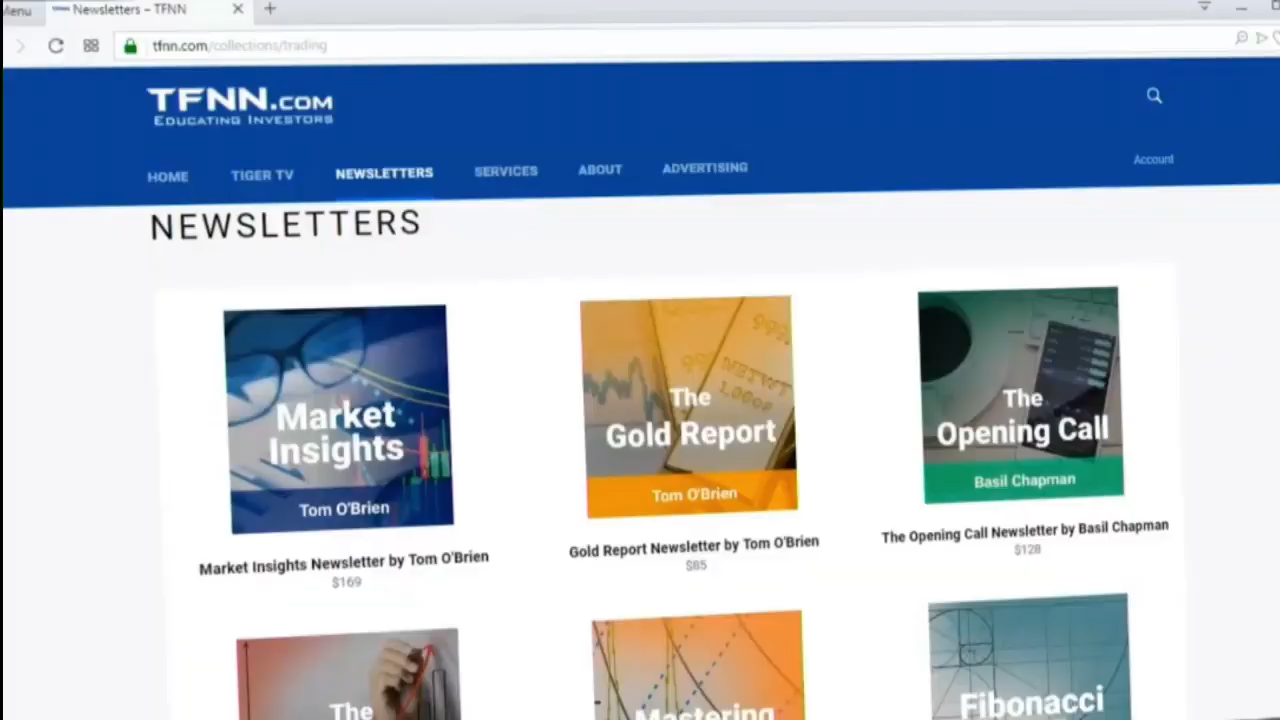 Menu
Newsletters – TFNN
tfnn.com/collections/trading
TFNN.COM
EDUCATING INVESTORS
Account
HOME TIGER TV NEWSLETTERS SERVICES ABOUT ADVERTISING
NEWSLETTERS
Market
Insights
Tom O'Brien
Market Insights Newsletter by Tom O'Brien
$169
The
Gold Report
Tom O'Brien
Gold Report Newsletter by Tom O'Brien
$85
The
Opening Call
Basil Chapman
The Opening Call Newsletter by Basil Chapman
$128
The
Mastering
Fibonacci